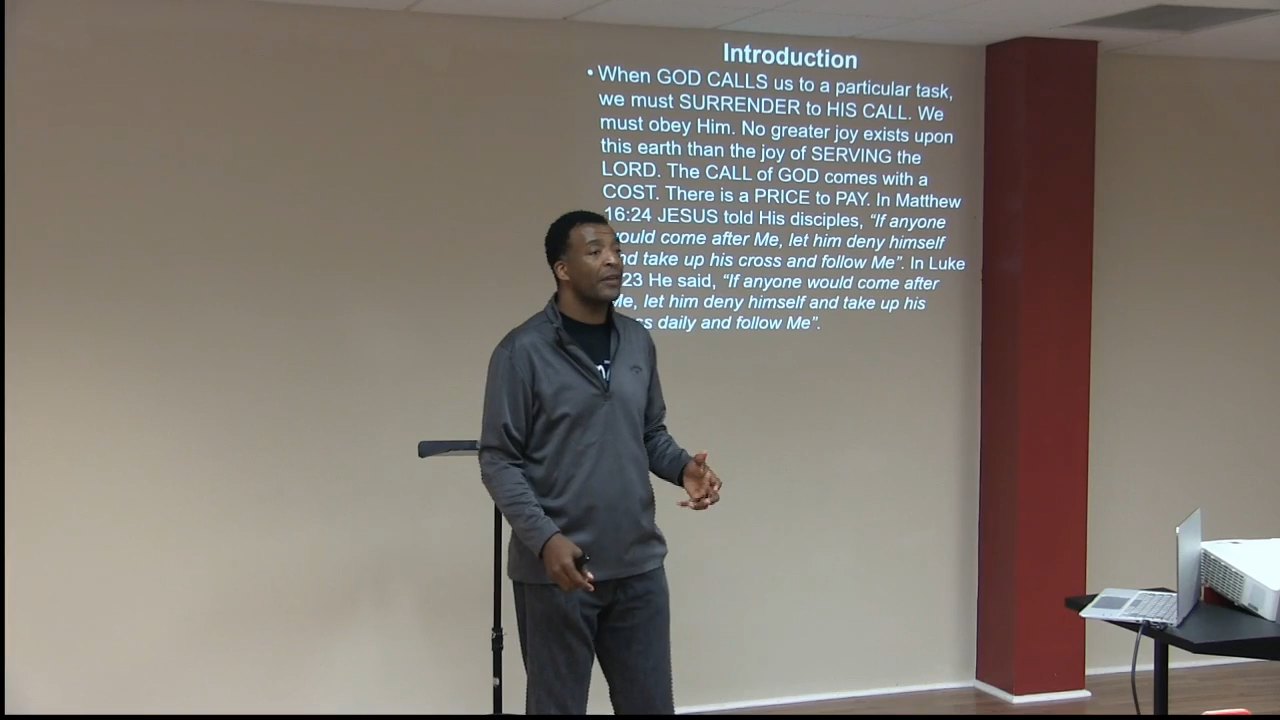 Introduction
• When GOD CALLS us to a particular task,
we must SURRENDER to HIS CALL. We
must obey Him. No greater joy exists upon
this earth than the joy of SERVING the
LORD. The CALL of GOD comes with a
COST. There is a PRICE to PAY. In Matthew
16:24 JESUS told His disciples, “If anyone
would come after Me, let him deny himself
and take up his cross and follow Me”. In Luke
23 He said, “If anyone would come after
Me, let him deny himself and take up his
daily and follow Me”.